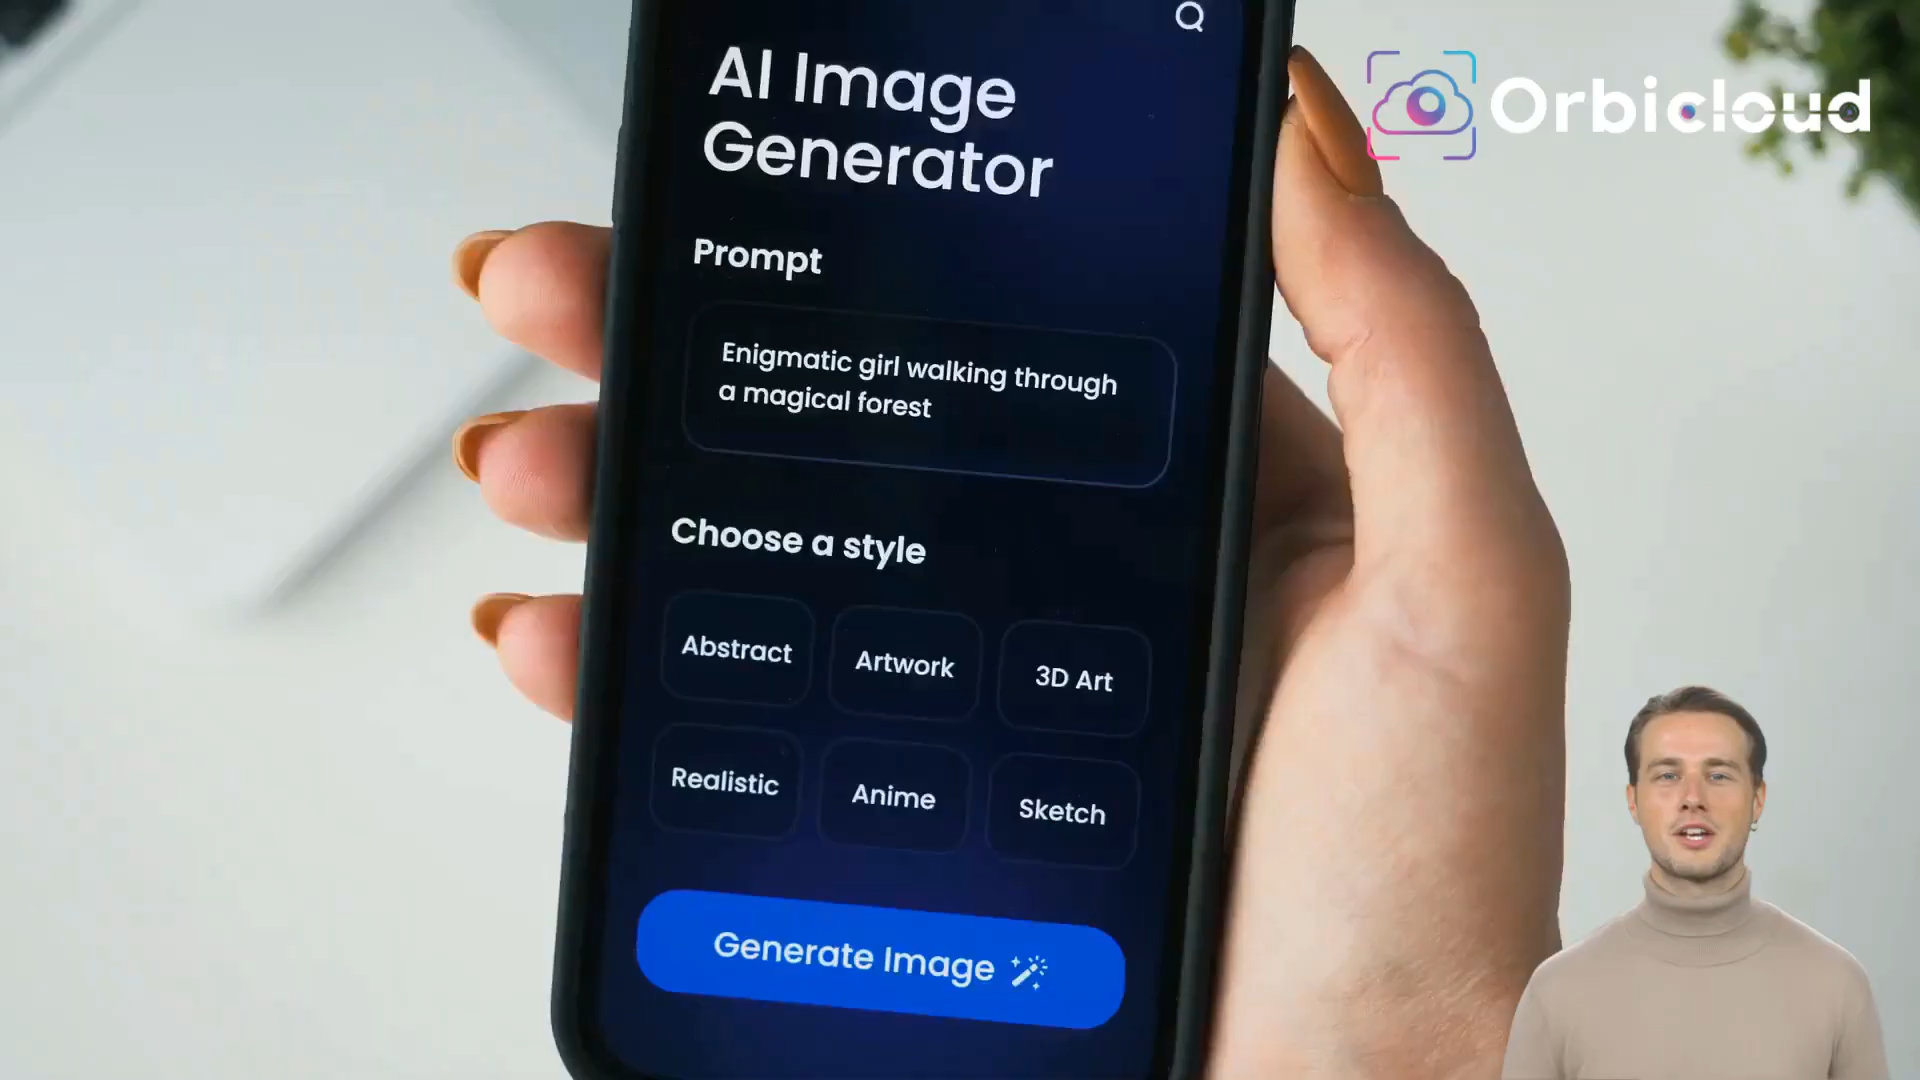 AI Image
Generator
Orbicloud
Prompt
Enigmatic girl walking through
a magical forest
Choose a style
Abstract
Artwork
3D Art
Realistic
Anime
Sketch
Generate Image